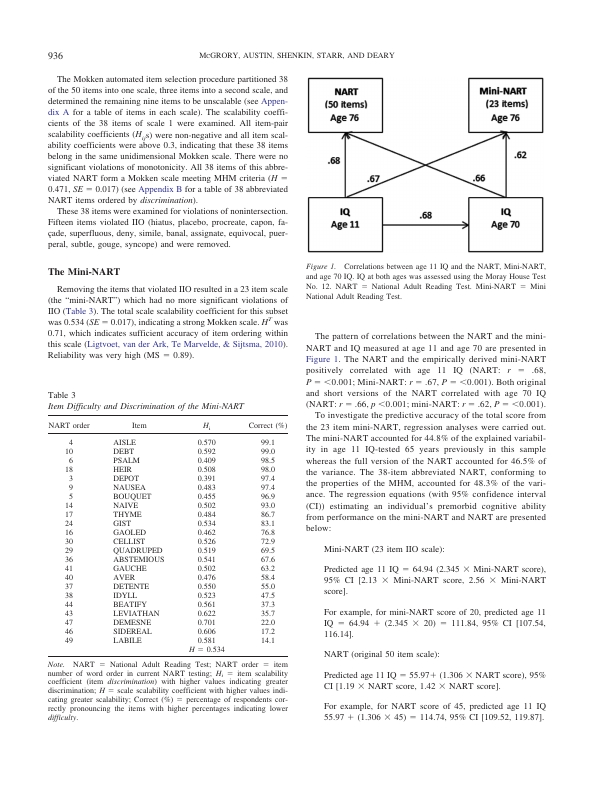 936
MCGRORY, AUSTIN, SHENKIN, STARR, AND DEARY
The Mokken automated item selection procedure partitioned 38
of the 50 items into one scale, three items into a second scale, and
determined the remaining nine items to be unscalable (see Appen-
dix A for a table of items in each scale). The scalability coeffi-
cients of the 38 items of scale 1 were examined. All item-pair
scalability coefficients (Hijs) were non-negative and all item scal-
ability coefficients were above 0.3, indicating that these 38 items
belong in the same unidimensional Mokken scale. There were no
significant violations of monotonicity. All 38 items of this abbre-
viated NART form a Mokken scale meeting MHM criteria (H =
0.471, SE = 0.017) (see Appendix B for a table of 38 abbreviated
NART items ordered by discrimination).
These 38 items were examined for violations of nonintersection.
Fifteen items violated IIO (hiatus, placebo, procreate, capon, fa-
çade, superfluous, deny, simile, banal, assignate, equivocal, puer-
peral, subtle, gouge, syncope) and were removed.
The Mini-NART
Removing the items that violated IIO resulted in a 23 item scale
(the “mini-NART”) which had no more significant violations of
IIO (Table 3). The total scale scalability coefficient for this subset
was 0.534 (SE = 0.017), indicating a strong Mokken scale. H^T was
0.71, which indicates sufficient accuracy of item ordering within
this scale (Ligtvoet, van der Ark, Te Marvelde, & Sijtsma, 2010).
Reliability was very high (MS = 0.89).
Table 3
Item Difficulty and Discrimination of the Mini-NART
NART order Item Hi Correct (%)
4 AISLE 0.570 99.1
10 DEBT 0.592 99.0
6 PSALM 0.409 98.5
18 HEIR 0.508 98.0
3 DEPOT 0.391 97.4
9 NAUSEA 0.483 97.4
5 BOUQUET 0.455 96.9
14 NAIVE 0.502 93.0
17 THYME 0.484 86.7
24 GIST 0.534 83.1
16 GAOLED 0.462 76.8
30 CELLIST 0.526 72.9
29 QUADRUPED 0.519 69.5
36 ABSTEMIOUS 0.541 67.6
41 GAUCHE 0.502 63.2
40 AVER 0.476 58.4
37 DETENTE 0.550 55.0
38 IDYLL 0.523 47.5
44 BEATIFY 0.561 37.3
43 LEVIATHAN 0.622 35.7
47 DEMESNE 0.701 22.0
46 SIDEREAL 0.606 17.2
49 LABILE 0.581 14.1
H = 0.534
Note. NART = National Adult Reading Test; NART order = item
number of word order in current NART testing; Hi = item scalability
coefficient (item discrimination) with higher values indicating greater
discrimination; H = scale scalability coefficient with higher values indi-
cating greater scalability; Correct (%) = percentage of respondents cor-
rectly pronouncing the items with higher percentages indicating lower
difficulty.
NART
(50 items)
Age 76
Mini-NART
(23 items)
Age 76
.68
.67
.66
.62
IQ
Age 11
.68
IQ
Age 70
Figure 1. Correlations between age 11 IQ and the NART, Mini-NART,
and age 70 IQ. IQ at both ages was assessed using the Moray House Test
No. 12. NART = National Adult Reading Test. Mini-NART = Mini
National Adult Reading Test.
The pattern of correlations between the NART and the mini-
NART and IQ measured at age 11 and age 70 are presented in
Figure 1. The NART and the empirically derived mini-NART
positively correlated with age 11 IQ (NART: r = .68,
P = <0.001; Mini-NART: r = .67, P = <0.001). Both original
and short versions of the NART correlated with age 70 IQ
(NART: r = .66, p <0.001; mini-NART: r = .62, P = <0.001).
To investigate the predictive accuracy of the total score from
the 23 item mini-NART, regression analyses were carried out.
The mini-NART accounted for 44.8% of the explained variabil-
ity in age 11 IQ-tested 65 years previously in this sample
whereas the full version of the NART accounted for 46.5% of
the variance. The 38-item abbreviated NART, conforming to
the properties of the MHM, accounted for 48.3% of the vari-
ance. The regression equations (with 95% confidence interval
(CI)) estimating an individual’s premorbid cognitive ability
from performance on the mini-NART and NART are presented
below:
Mini-NART (23 item IIO scale):
Predicted age 11 IQ = 64.94 (2.345 × Mini-NART score),
95% CI [2.13 × Mini-NART score, 2.56 × Mini-NART
score].
For example, for mini-NART score of 20, predicted age 11
IQ = 64.94 + (2.345 × 20) = 111.84, 95% CI [107.54,
116.14].
NART (original 50 item scale):
Predicted age 11 IQ = 55.97+ (1.306 × NART score), 95%
CI [1.19 × NART score, 1.42 × NART score].
For example, for NART score of 45, predicted age 11 IQ
55.97 + (1.306 × 45) = 114.74, 95% CI [109.52, 119.87].